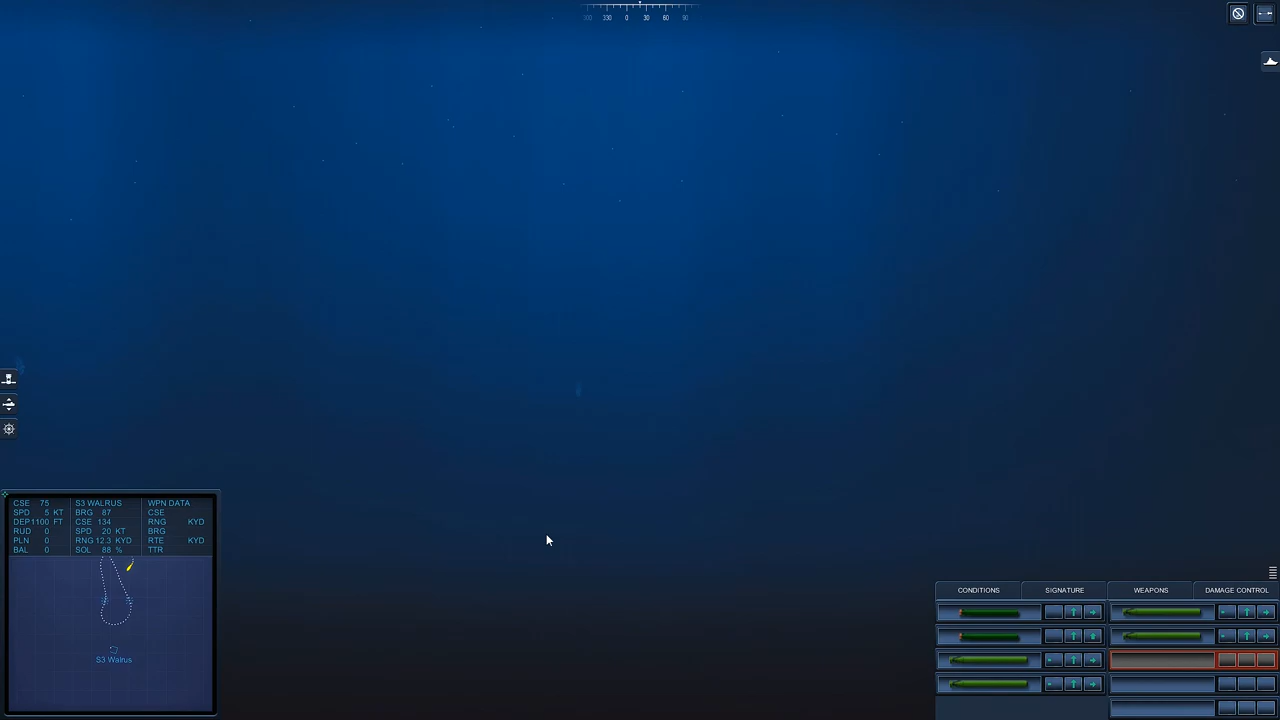 300 330 0 30 60 90
CSE 75 S3 WALRUS WPN DATA
SPD 5 KT BRG 87 CSE
DEP1100 FT CSE 134 RNG KYD
RUD 0 SPD 20 KT BRG
PLN 0 RNG 12.3 KYD RTE KYD
BAL 0 SOL 88 % TTR
S3 Walrus
CONDITIONS SIGNATURE WEAPONS DAMAGE CONTROL